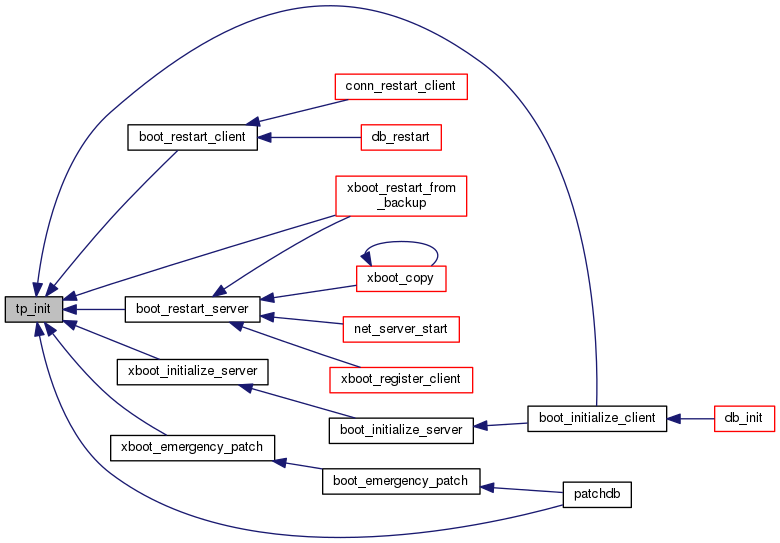 conn_restart_client
boot_restart_client
db_restart
xboot_restart_from
_backup
xboot_copy
tp_init
boot_restart_server
net_server_start
xboot_initialize_server
xboot_register_client
boot_initialize_client
db_init
boot_initialize_server
xboot_emergency_patch
boot_emergency_patch
patchdb